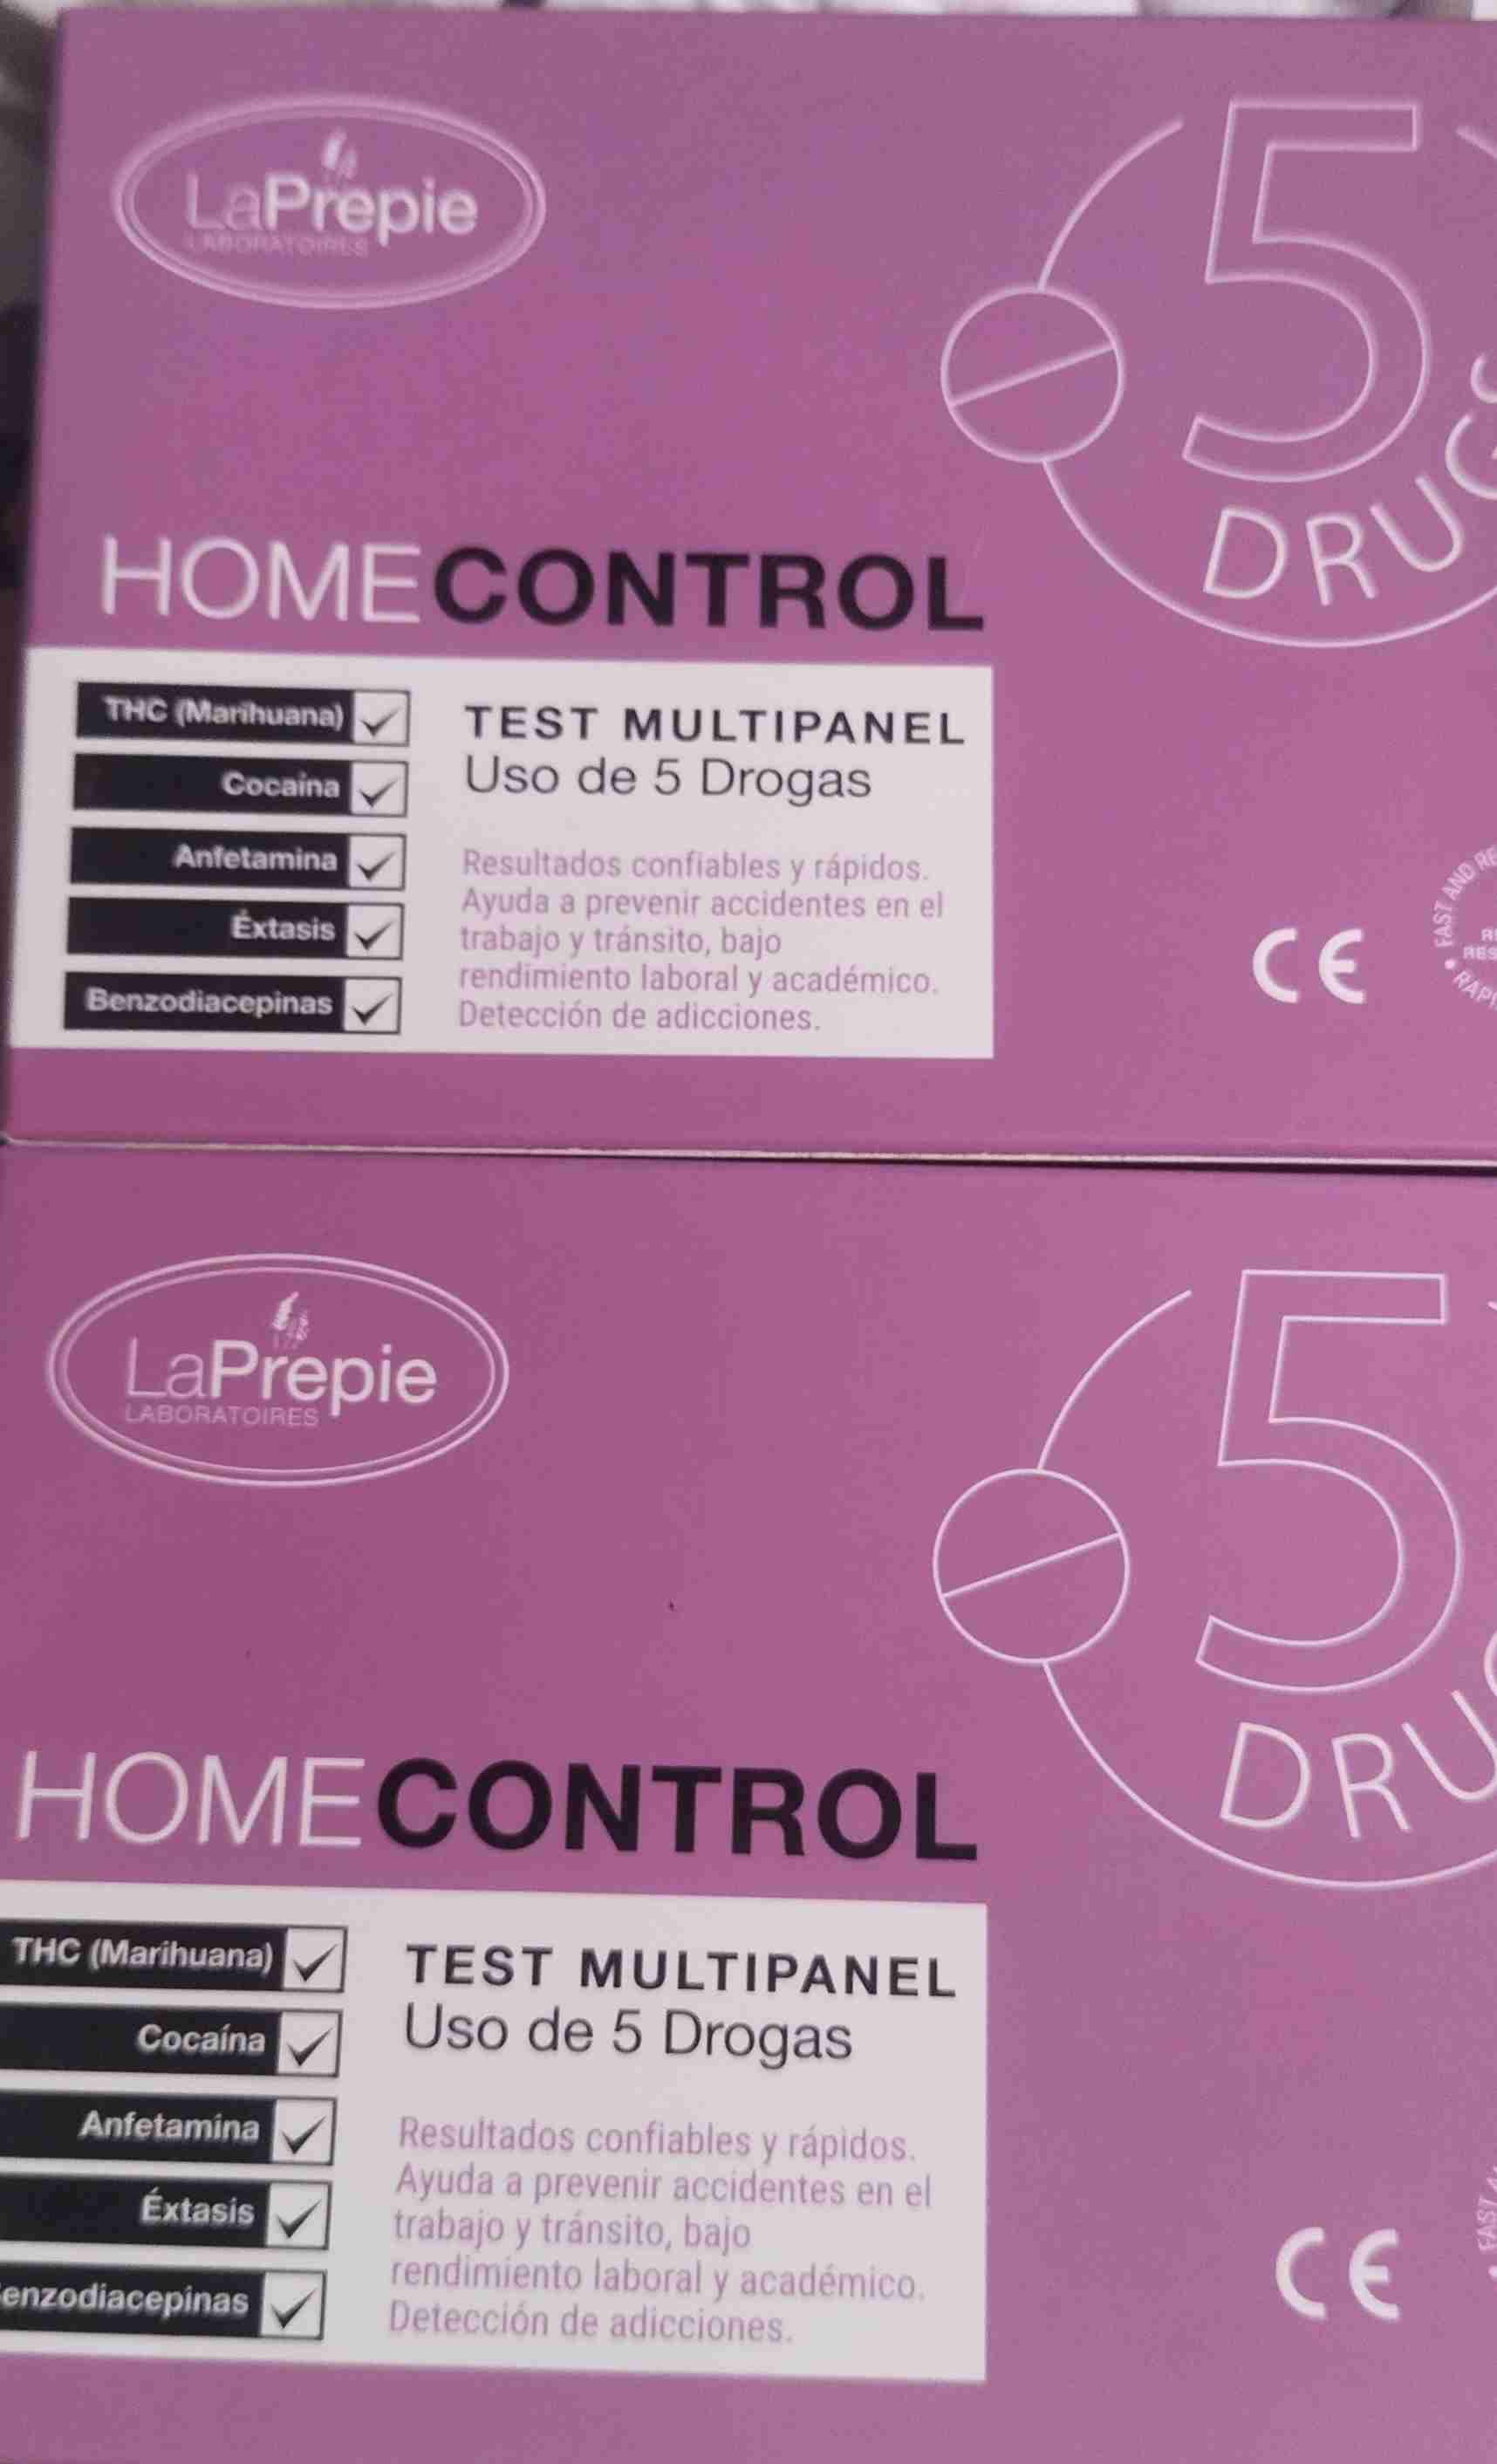 LaPrepie
LABORATOIRES
5
HOMECONTROL
THC (Marihuana)
Cocaína
Anfetamina
Éxtasis
Benzodiacepinas
TEST MULTIPANEL
Uso de 5 Drogas
Resultados confiables y rápidos.
Ayuda a prevenir accidentes en el
trabajo y tránsito, bajo
rendimiento laboral y académico.
Detección de adicciones.
CE
FAST AND
LaPrepie
LABORATOIRES
5
HOMECONTROL
THC (Marihuana)
Cocaína
Anfetamina
Éxtasis
enzodiacepinas
TEST MULTIPANEL
Uso de 5 Drogas
Resultados confiables y rápidos.
Ayuda a prevenir accidentes en el
trabajo y tránsito, bajo
rendimiento laboral y académico.
Detección de adicciones.
CE
FAST